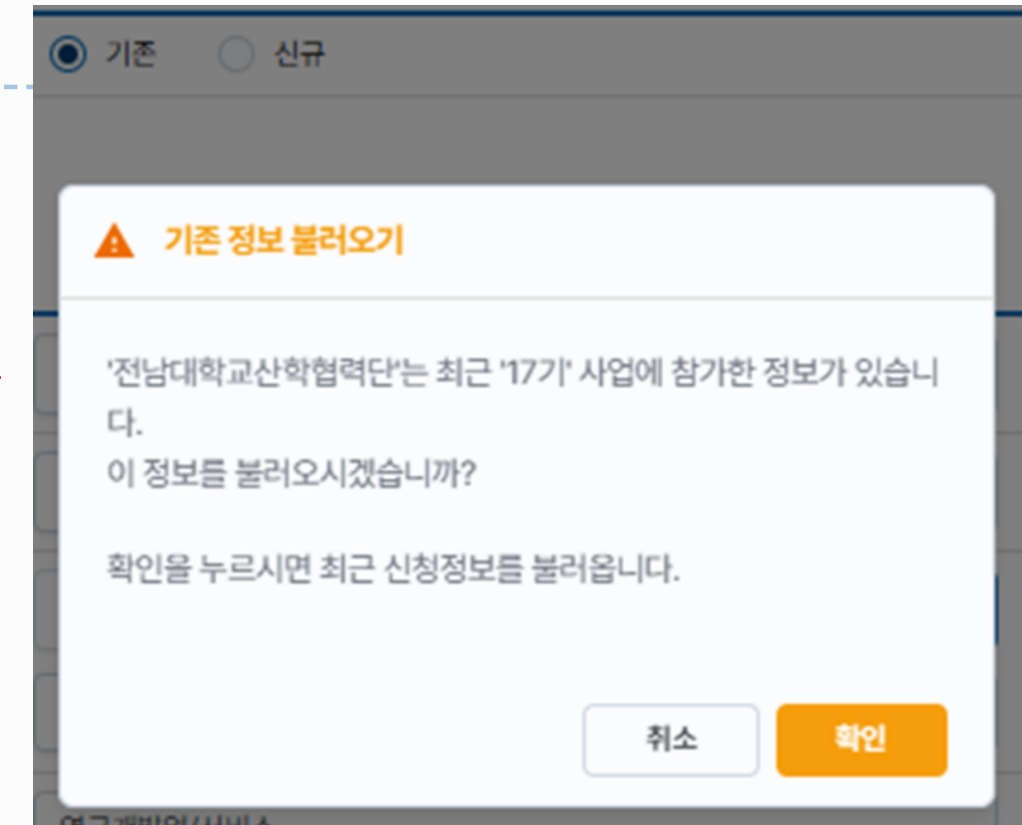 기존 신규
기존 정보 불러오기
'전남대학교산학협력단'는 최근 '17기' 사업에 참가한 정보가 있습니
다.
이 정보를 불러오시겠습니까?
확인을 누르시면 최근 신청정보를 불러옵니다.
취소 확인